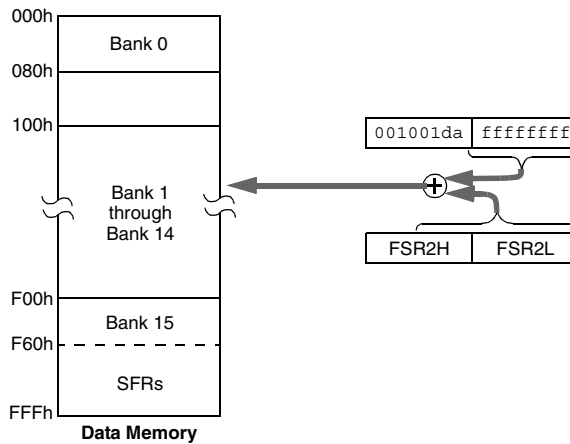 000h
Bank 0
080h
100h
001001da ffffffff
Bank 1
through
Bank 14
+
FSR2H FSR2L
F00h
Bank 15
F60h
SFRs
FFFh
Data Memory